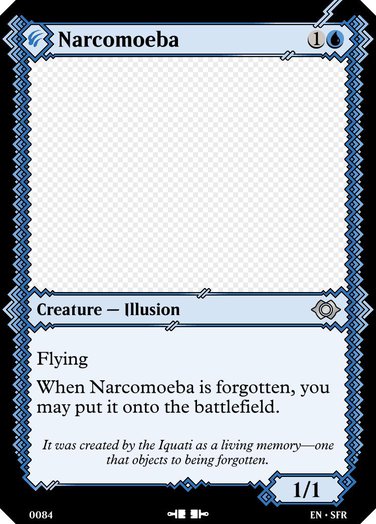 Narcomoeba 1
Creature — Illusion
Flying
When Narcomoeba is forgotten, you
may put it onto the battlefield.
It was created by the Iquati as a living memory—one
that objects to being forgotten.
1/1
0084 EN • SFR